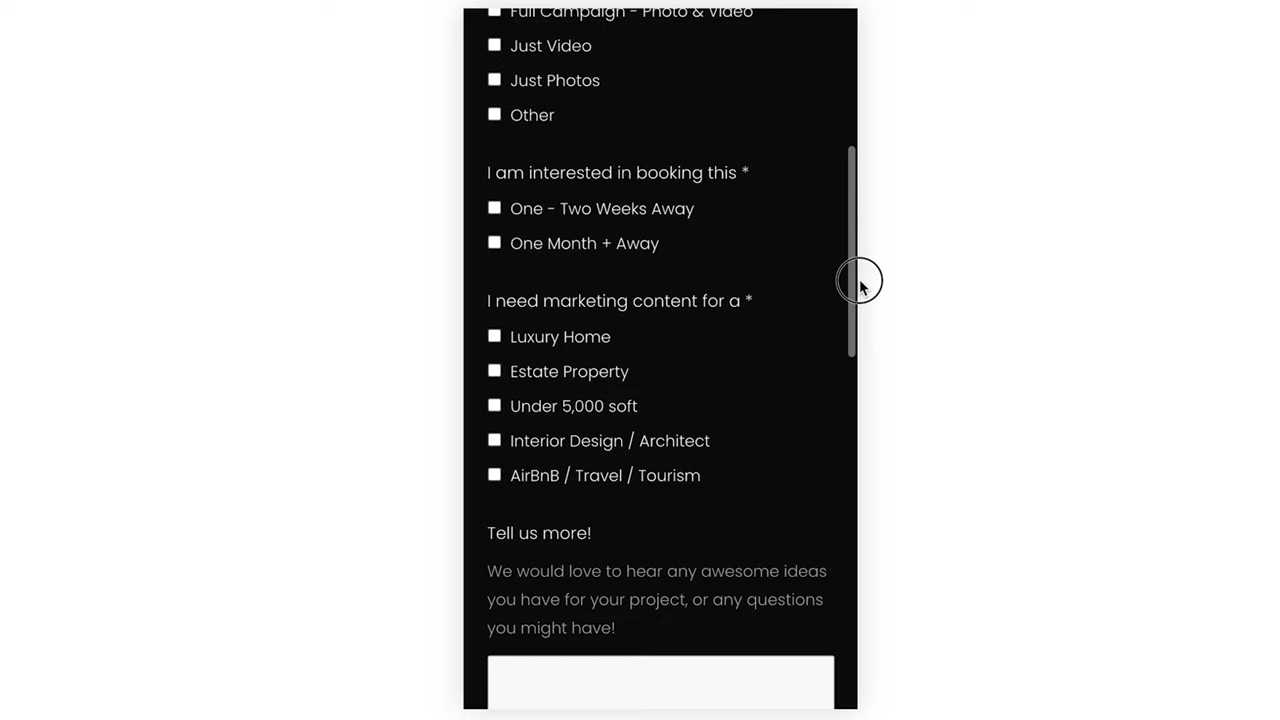 Full Campaign - Photo & Video
Just Video
Just Photos
Other
I am interested in booking this *
One - Two Weeks Away
One Month + Away
I need marketing content for a *
Luxury Home
Estate Property
Under 5,000 soft
Interior Design / Architect
AirBnB / Travel / Tourism
Tell us more!
We would love to hear any awesome ideas
you have for your project, or any questions
you might have!